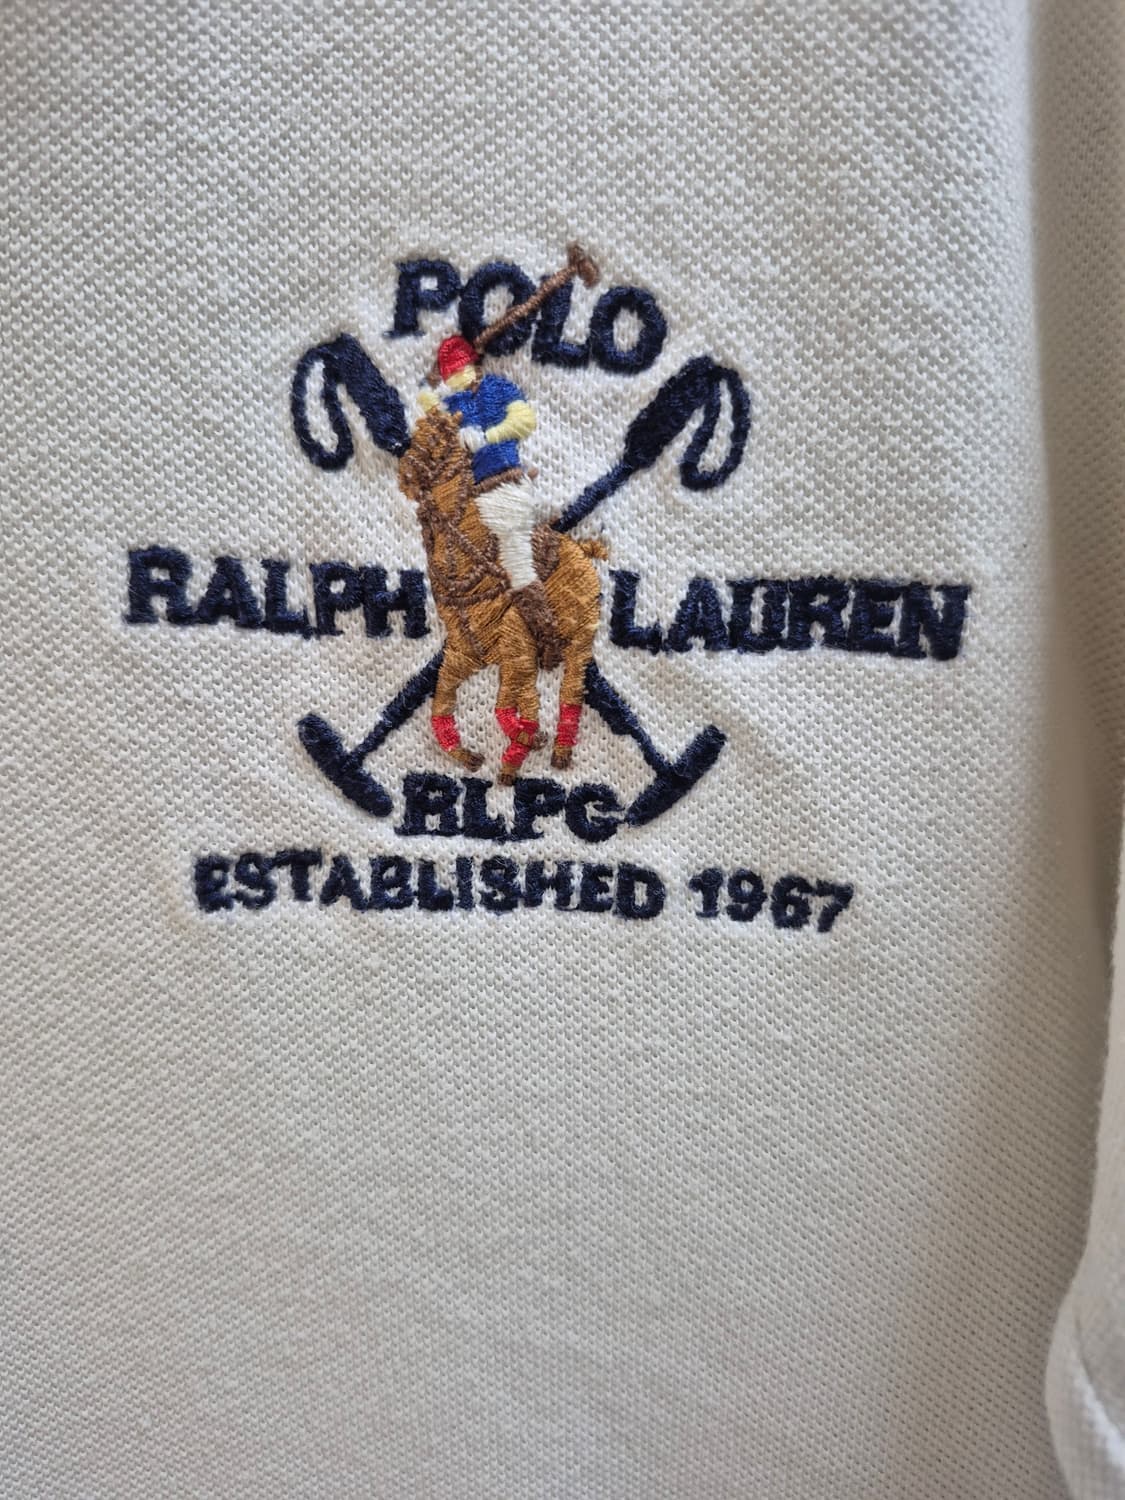 POLO
RALPH LAUREN
RLPC
ESTABLISHED 1967